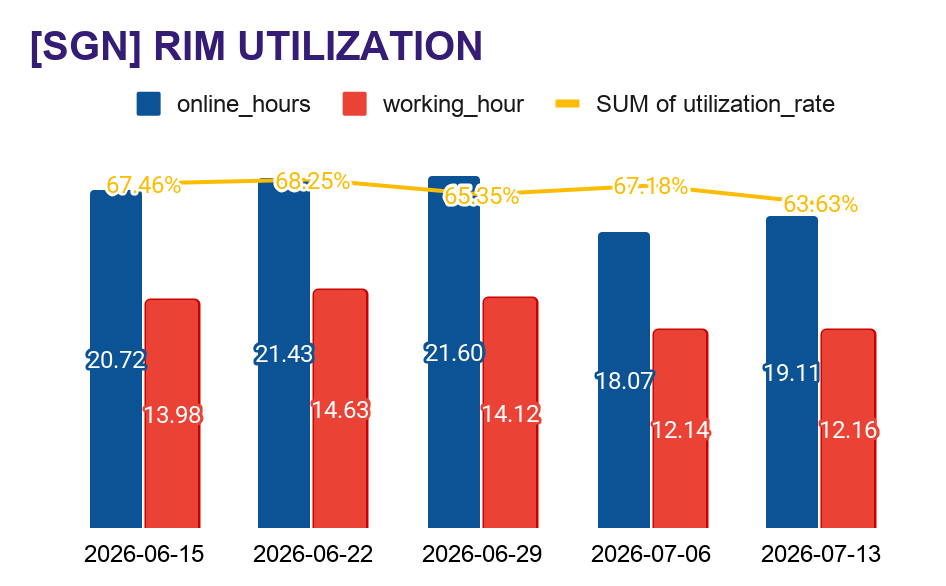 [SGN] RIM UTILIZATION
online_hours working_hour SUM of utilization_rate
67.46% 68.25% 65.35% 67.18% 63.63%
20.72 21.43 21.60 18.07 19.11
13.98 14.63 14.12 12.14 12.16
2026-06-15 2026-06-22 2026-06-29 2026-07-06 2026-07-13